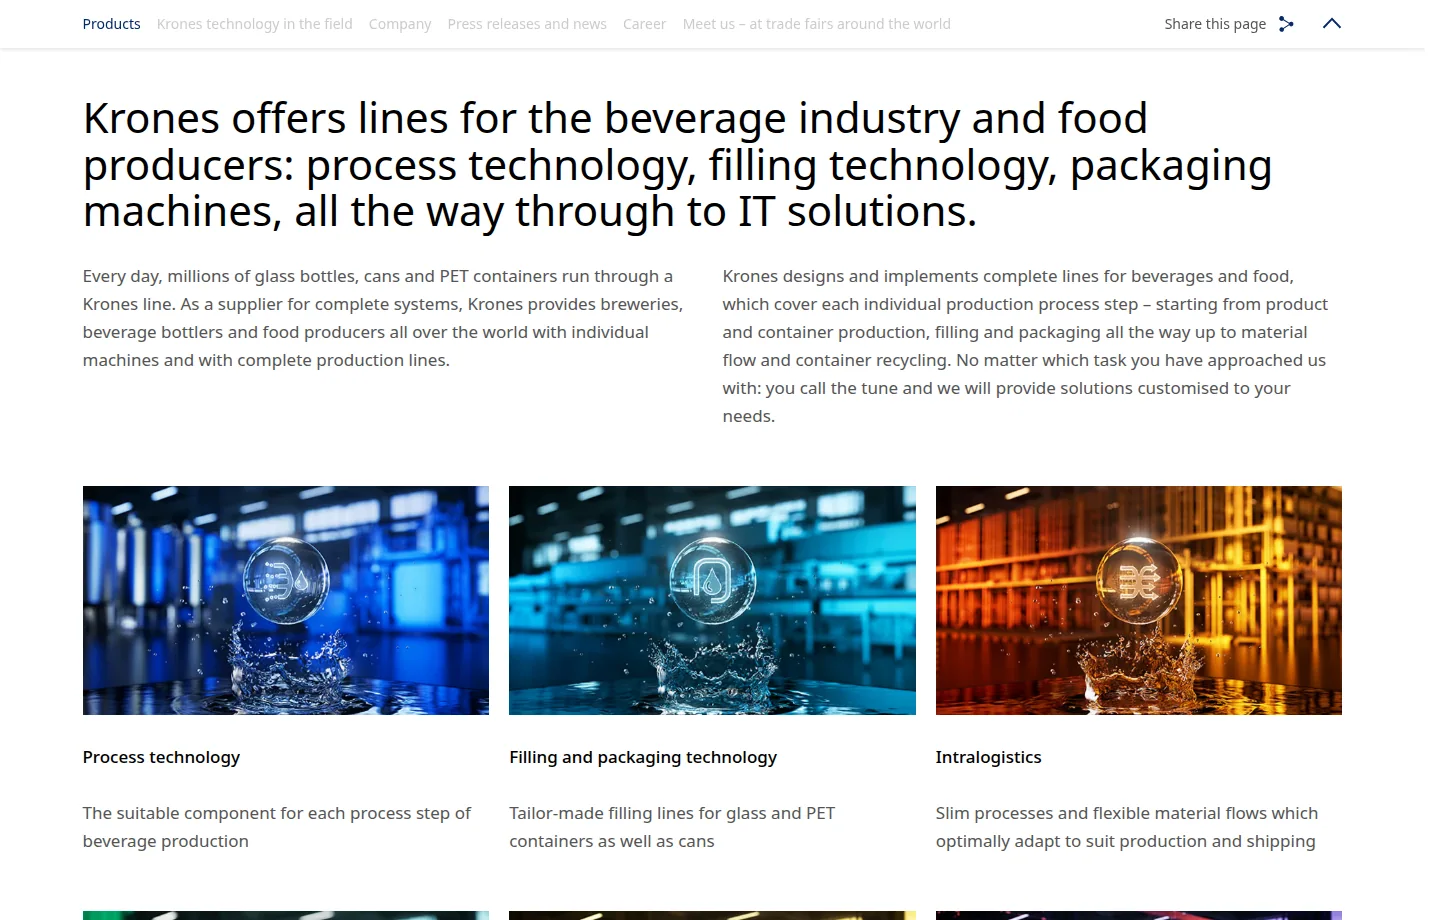 Products Krones technology in the field Company Press releases and news Career Meet us – at trade fairs around the world Share this page
Krones offers lines for the beverage industry and food
producers: process technology, filling technology, packaging
machines, all the way through to IT solutions.
Every day, millions of glass bottles, cans and PET containers run through a
Krones line. As a supplier for complete systems, Krones provides breweries,
beverage bottlers and food producers all over the world with individual
machines and with complete production lines.
Krones designs and implements complete lines for beverages and food,
which cover each individual production process step – starting from product
and container production, filling and packaging all the way up to material
flow and container recycling. No matter which task you have approached us
with: you call the tune and we will provide solutions customised to your
needs.
Process technology
The suitable component for each process step of
beverage production
Filling and packaging technology
Tailor-made filling lines for glass and PET
containers as well as cans
Intralogistics
Slim processes and flexible material flows which
optimally adapt to suit production and shipping